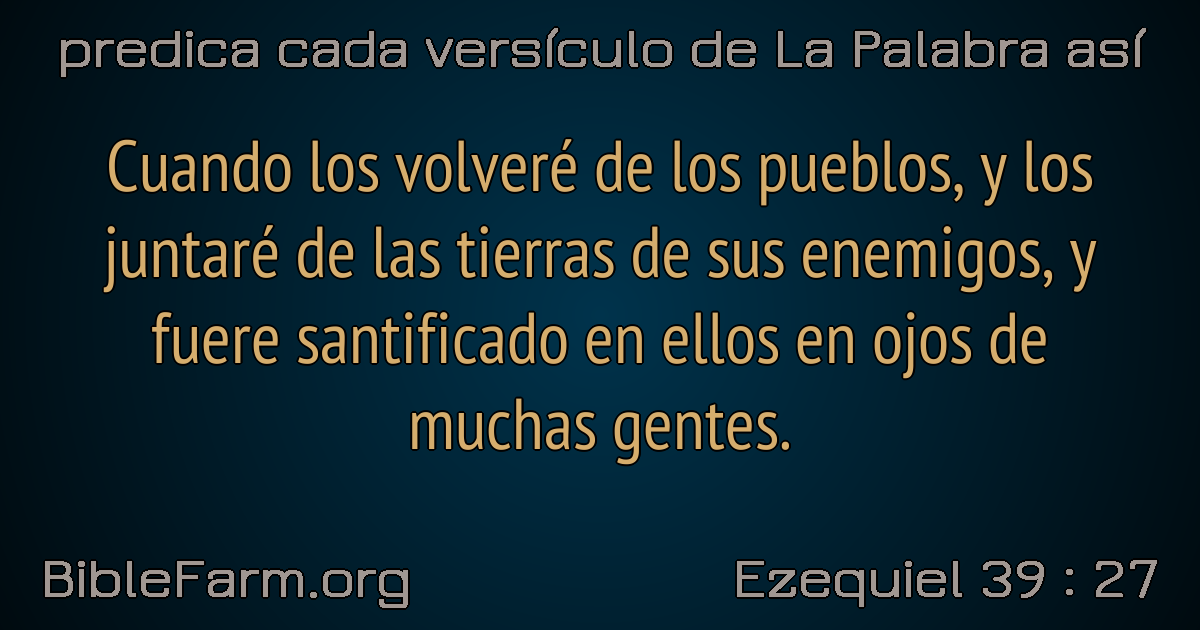 predica cada versículo de La Palabra así
Cuando los volveré de los pueblos, y los
juntaré de las tierras de sus enemigos, y
fuere santificado en ellos en ojos de
muchas gentes.
BibleFarm.org
Ezequiel 39 : 27